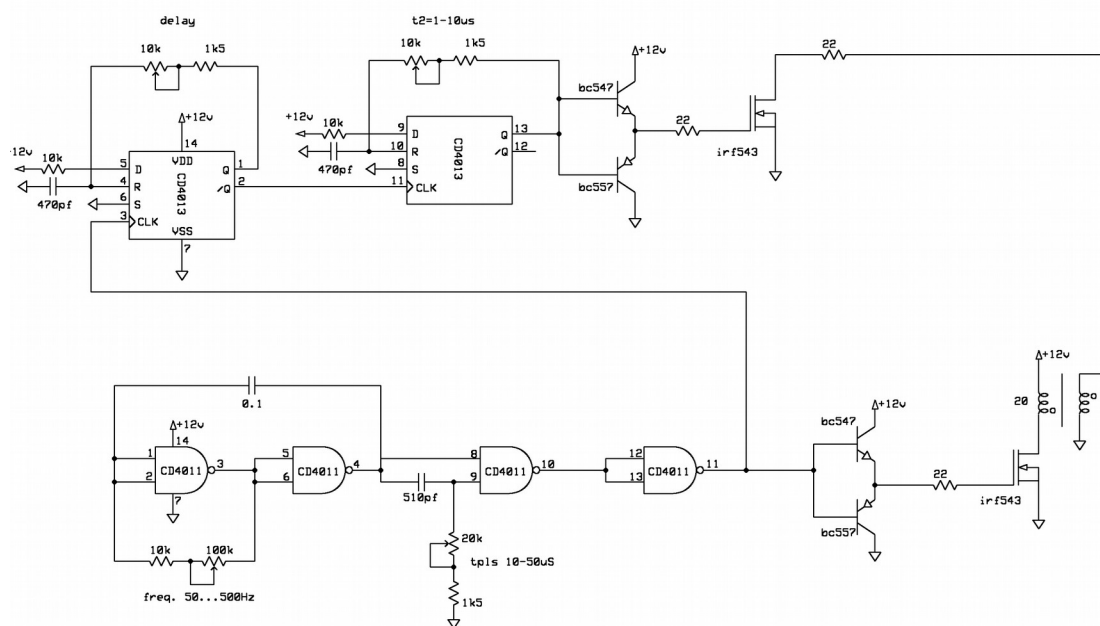 delay
10k
1k5
+12v
14
VDD
+12v
10k
5
D
Q
1
4
R
/Q
2
470pf
6
S
CD4013
3
CLK
VSS
7
t2=1-10us
10k
1k5
+12v
10k
9
D
Q
13
10
R
/Q
12
470pf
8
S
CD4013
11
CLK
+12v
bc547
22
bc557
22
irf543
0.1
+12v
14
1
2
CD4011
3
7
5
6
CD4011
4
8
9
CD4011
10
12
13
CD4011
11
510pf
10k
100k
freq. 50...500Hz
20k
tpls 10-50uS
1k5
+12v
bc547
22
bc557
+12v
20
irf543